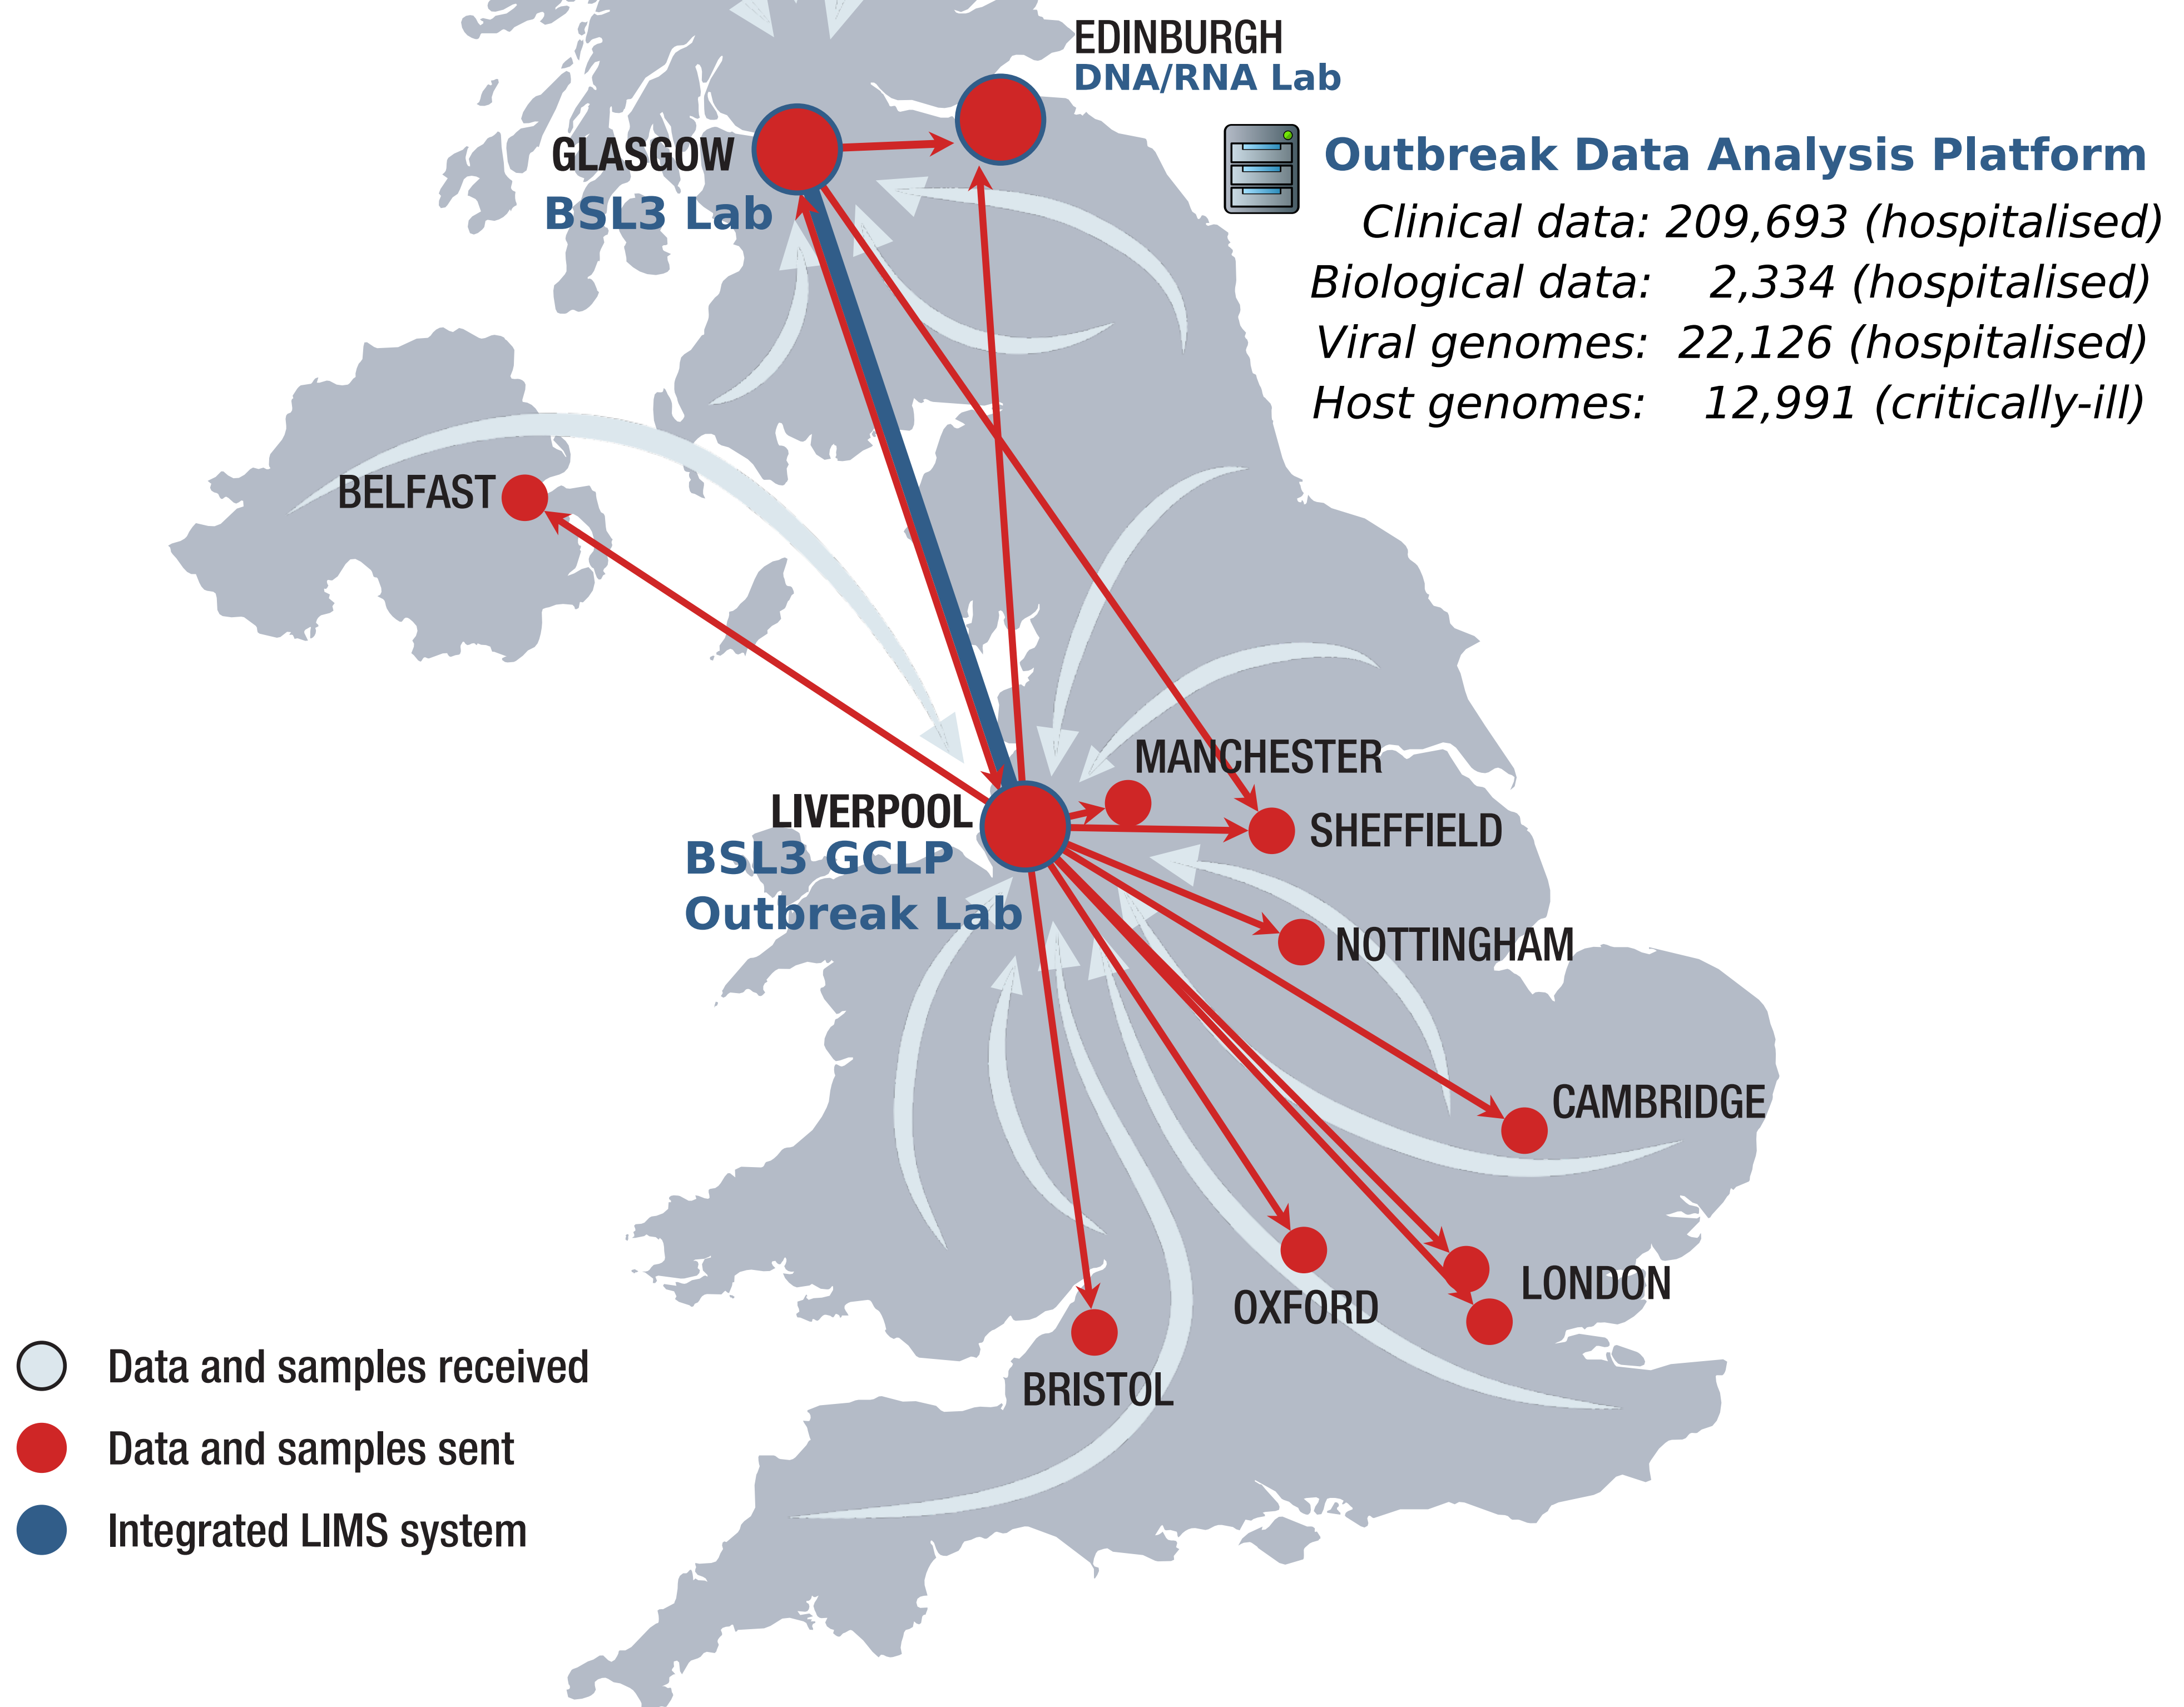 EDINBURGH
DNA/RNA Lab
GLASGOW
BSL3 Lab
Outbreak Data Analysis Platform
Clinical data: 209,693 (hospitalised)
Biological data: 2,334 (hospitalised)
Viral genomes: 22,126 (hospitalised)
Host genomes: 12,991 (critically-ill)
BELFAST
MANCHESTER
LIVERPOOL
BSL3 GCLP
Outbreak Lab
SHEFFIELD
NOTTINGHAM
CAMBRIDGE
LONDON
OXFORD
BRISTOL
Data and samples received
Data and samples sent
Integrated LIMS system